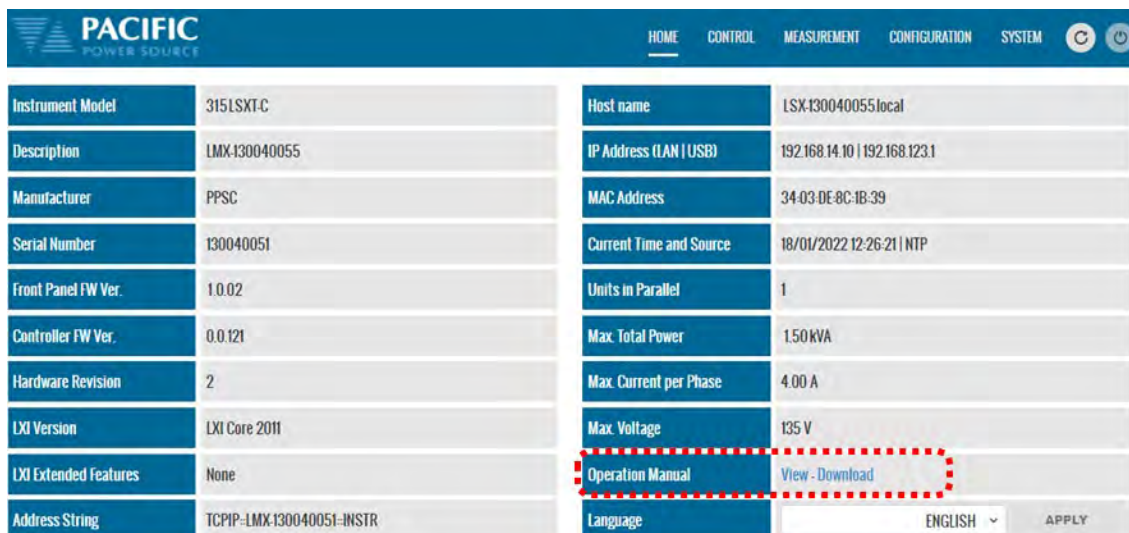 PACIFIC
POWER SOURCE
HOME CONTROL MEASUREMENT CONFIGURATION SYSTEM
Instrument Model 315LSXT-C
Host name LSX-130040055.local
Description LMX-130040055
IP Address (LAN | USB) 192.168.14.10 | 192.168.123.1
Manufacturer PPSC
MAC Address 34-03-DE-8C-1B-39
Serial Number 130040051
Current Time and Source 18/01/2022 12:26:21 | NTP
Front Panel FW Ver. 1.0.02
Units in Parallel 1
Controller FW Ver. 0.0.121
Max. Total Power 1.50 kVA
Hardware Revision 2
Max. Current per Phase 4.00 A
LXI Version LXI Core 2011
Max. Voltage 135 V
LXI Extended Features None
Operation Manual View - Download
Address String TCPIP::LMX-130040051::INSTR
Language ENGLISH APPLY